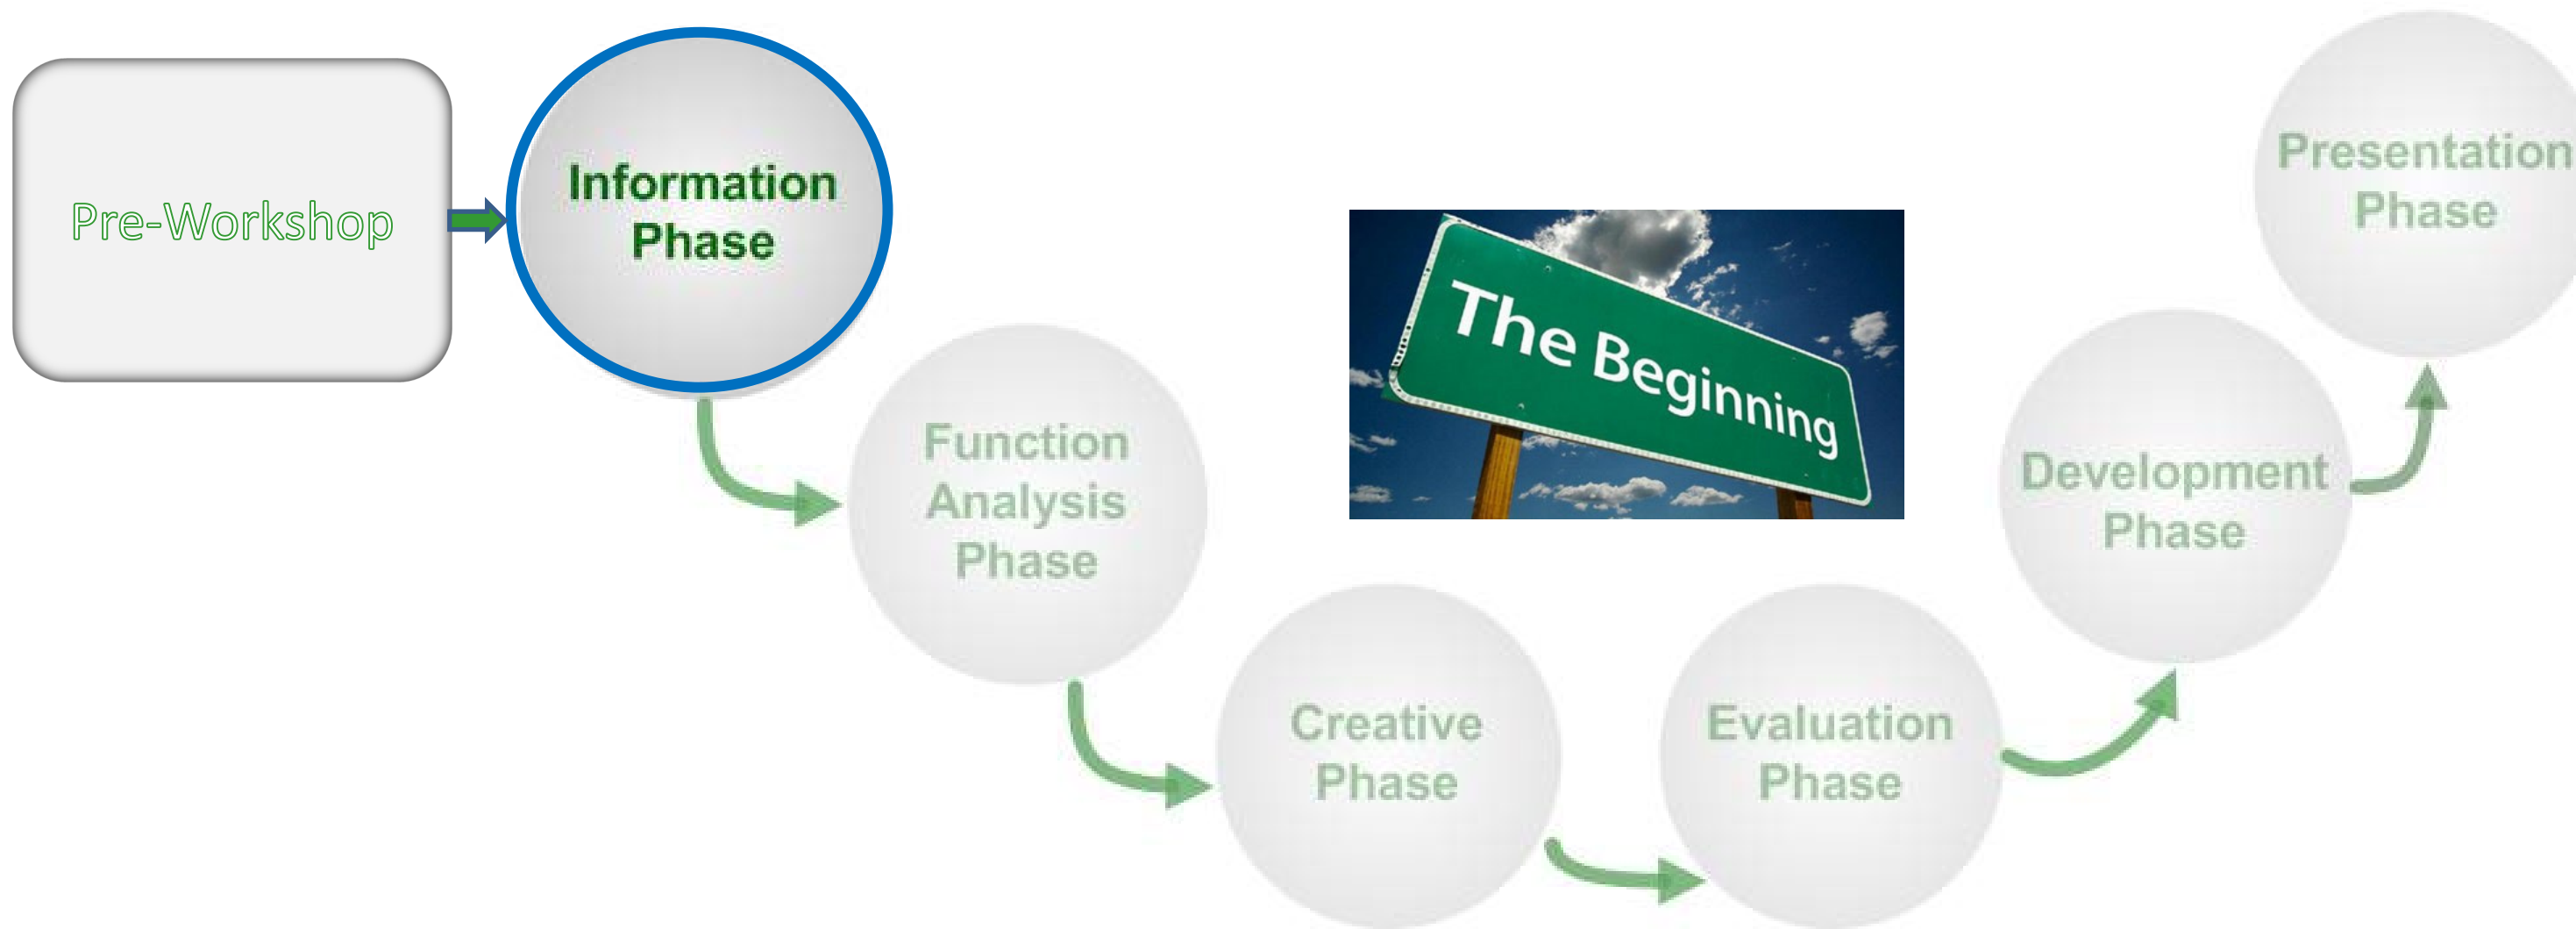 Pre-Workshop
Information
Phase
Function
Analysis
Phase
Creative
Phase
Evaluation
Phase
Development
Phase
Presentation
Phase
The Beginning